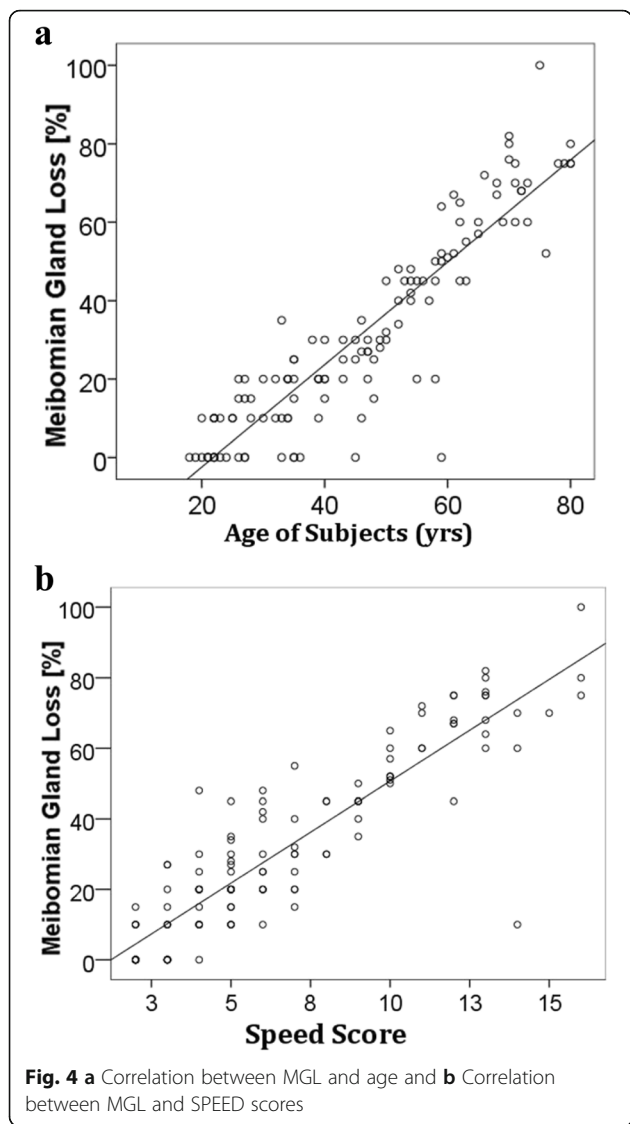 a
Meibomian Gland Loss [%]
100
80
60
40
20
0
20 40 60 80
Age of Subjects (yrs)
b
Meibomian Gland Loss [%]
100
80
60
40
20
0
3 5 8 10 13 15
Speed Score
Fig. 4 a Correlation between MGL and age and b Correlation
between MGL and SPEED scores